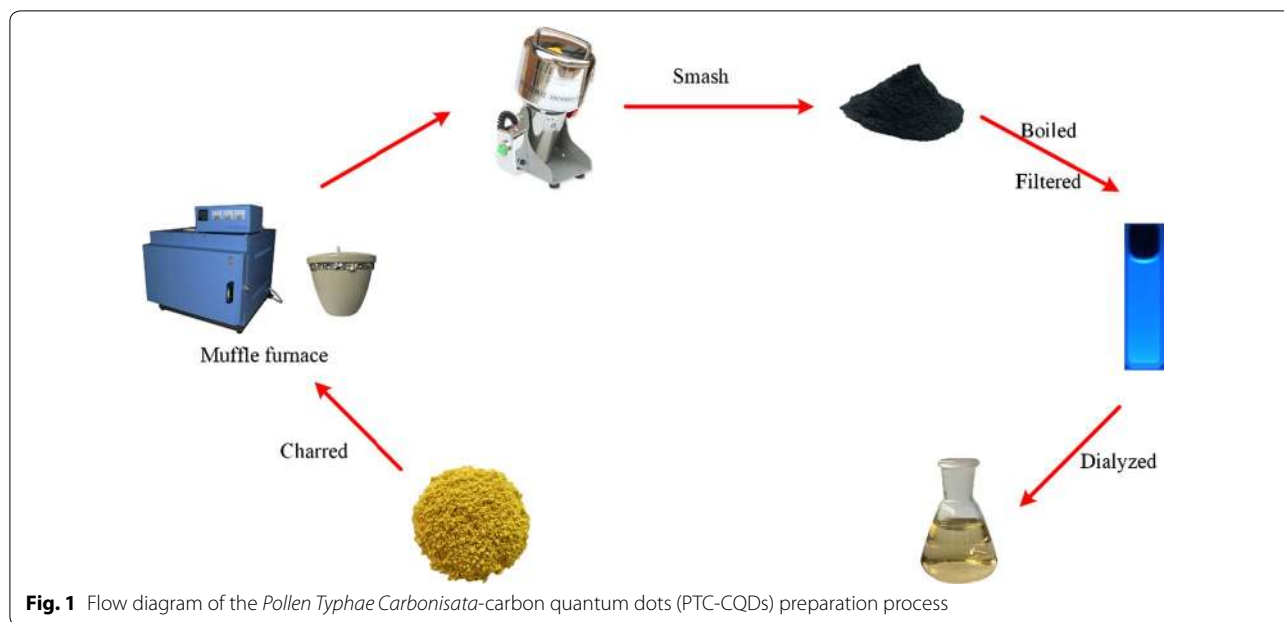 Smash
Boiled
Filtered
Muffle furnace
Charred
Dialyzed
Fig. 1 Flow diagram of the Pollen Typhae Carbonisata-carbon quantum dots (PTC-CQDs) preparation process